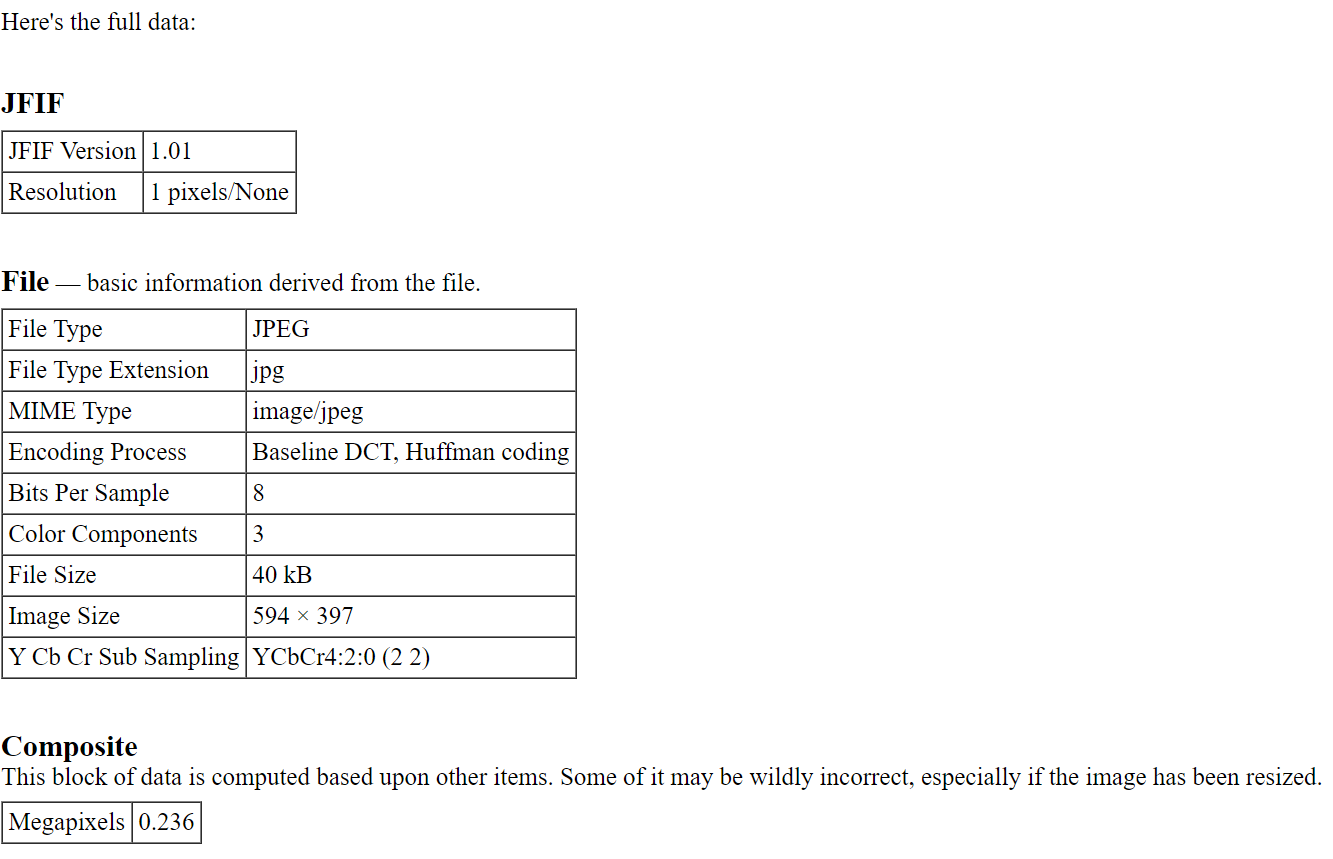 Here's the full data:
JFIF
JFIF Version 1.01
Resolution 1 pixels/None
File — basic information derived from the file.
File Type JPEG
File Type Extension jpg
MIME Type image/jpeg
Encoding Process Baseline DCT, Huffman coding
Bits Per Sample 8
Color Components 3
File Size 40 kB
Image Size 594 × 397
Y Cb Cr Sub Sampling YCbCr4:2:0 (2 2)
Composite
This block of data is computed based upon other items. Some of it may be wildly incorrect, especially if the image has been resized.
Megapixels 0.236